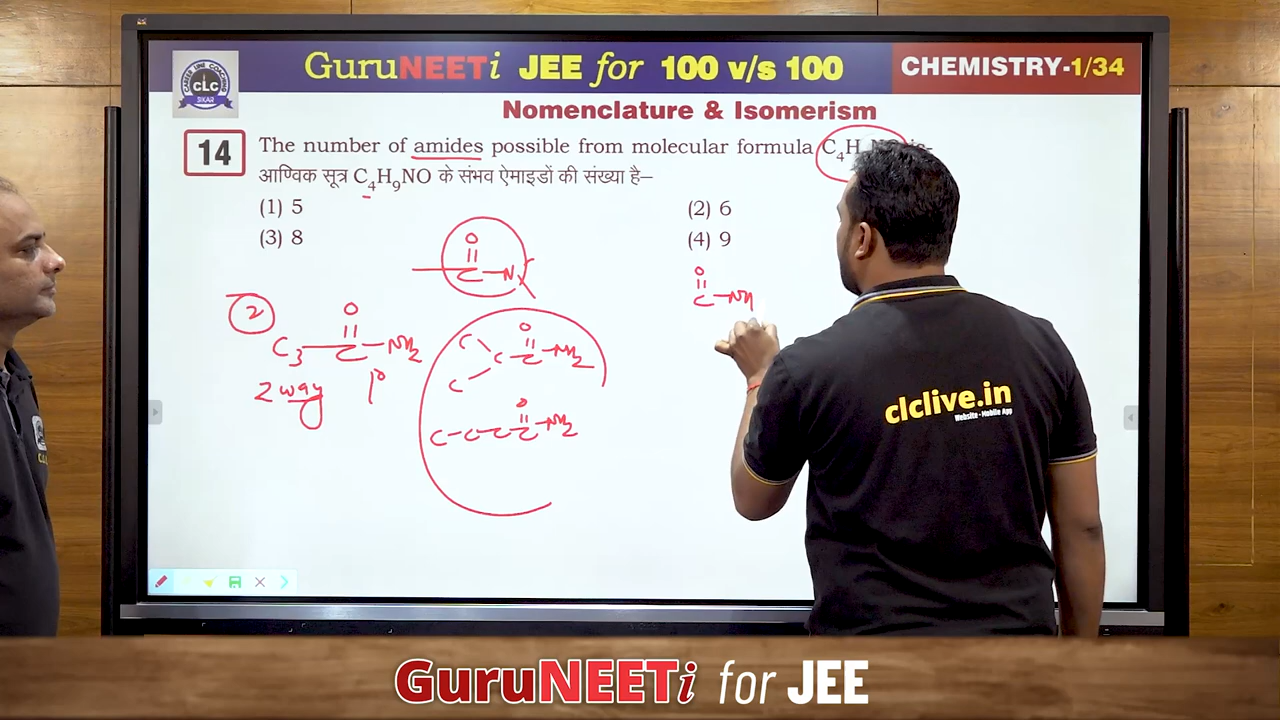 GuruNEETi JEE for 100 v/s 100
CHEMISTRY-1/34
CLC
SIKAR
Nomenclature & Isomerism
14
The number of amides possible from molecular formula C₄H
आण्विक सूत्र C₄H₉NO के संभव ऐमाइडों की संख्या है–
(1) 5
(2) 6
(3) 8
(4) 9
O
C-N
2
O
C₃-C-NH₂
2 way 1°
C
O
C-C-NH₂
C
O
C-C-C-C-NH₂
O
C-NH
clclive.in
Website - Mobile App
GuruNEETi for JEE